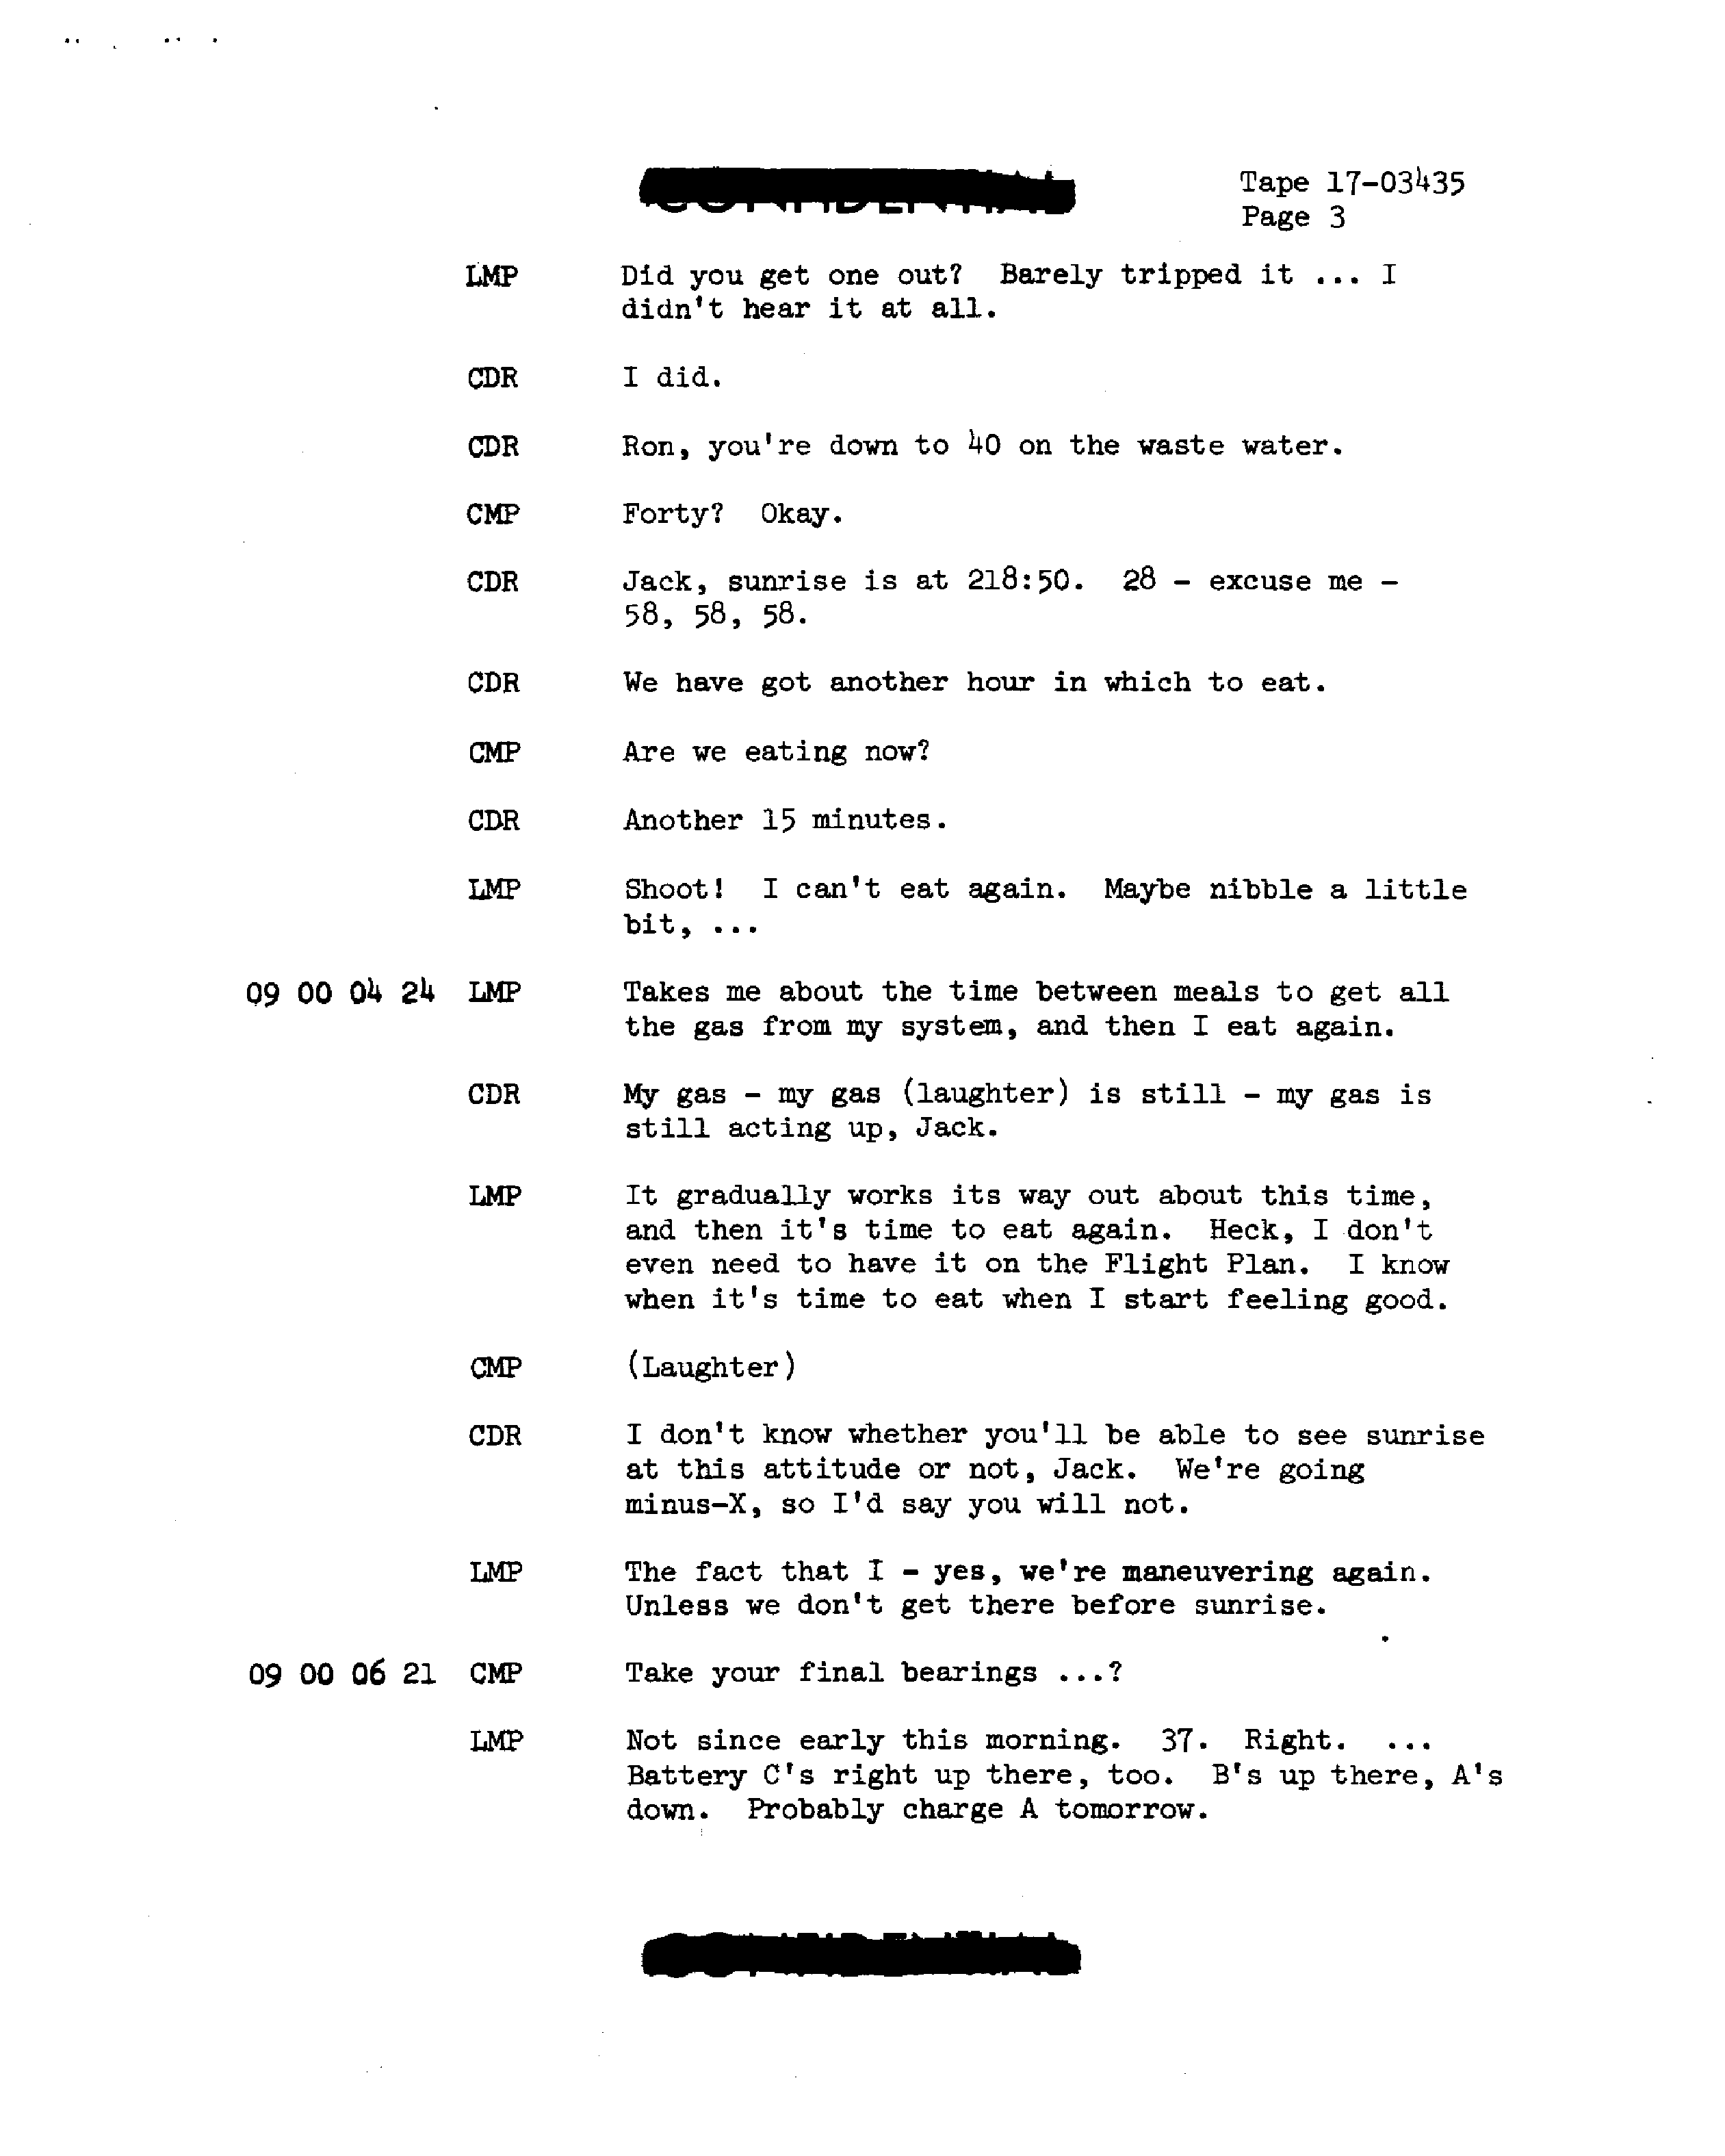 Tape 17-03435
Page 3
LMP Did you get one out? Barely tripped it ... I
didn't hear it at all.
CDR I did.
CDR Ron, you're down to 40 on the waste water.
CMP Forty? Okay.
CDR Jack, sunrise is at 218:50. 28 - excuse me -
58, 58, 58.
CDR We have got another hour in which to eat.
CMP Are we eating now?
CDR Another 15 minutes.
LMP Shoot! I can't eat again. Maybe nibble a little
bit, ...
09 00 04 24 LMP Takes me about the time between meals to get all
the gas from my system, and then I eat again.
CDR My gas - my gas (laughter) is still - my gas is
still acting up, Jack.
LMP It gradually works its way out about this time,
and then it's time to eat again. Heck, I don't
even need to have it on the Flight Plan. I know
when it's time to eat when I start feeling good.
CMP (Laughter)
CDR I don't know whether you'll be able to see sunrise
at this attitude or not, Jack. We're going
minus-X, so I'd say you will not.
LMP The fact that I - yes, we're maneuvering again.
Unless we don't get there before sunrise.
09 00 06 21 CMP Take your final bearings ...?
LMP Not since early this morning. 37. Right. ...
Battery C's right up there, too. B's up there, A's
down. Probably charge A tomorrow.